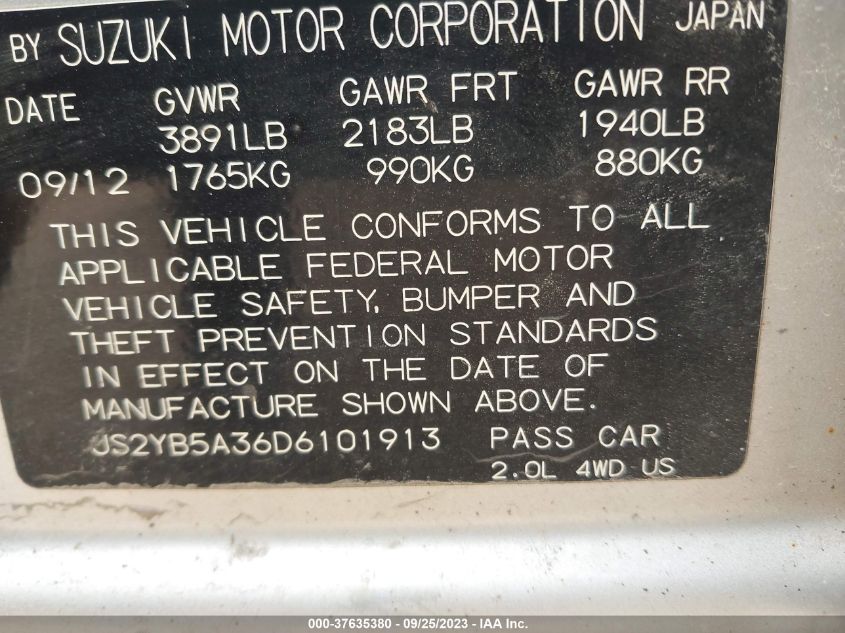 BY SUZUKI MOTOR CORPORATION JAPAN
DATE GVWR GAWR FRT GAWR RR
3891LB 2183LB 1940LB
09/12 1765KG 990KG 880KG
THIS VEHICLE CONFORMS TO ALL
APPLICABLE FEDERAL MOTOR
VEHICLE SAFETY, BUMPER AND
THEFT PREVENTION STANDARDS
IN EFFECT ON THE DATE OF
MANUFACTURE SHOWN ABOVE.
JS2YB5A36D6101913 PASS CAR
2.0L 4WD US
000-37635380 - 09/25/2023 - IAA Inc.